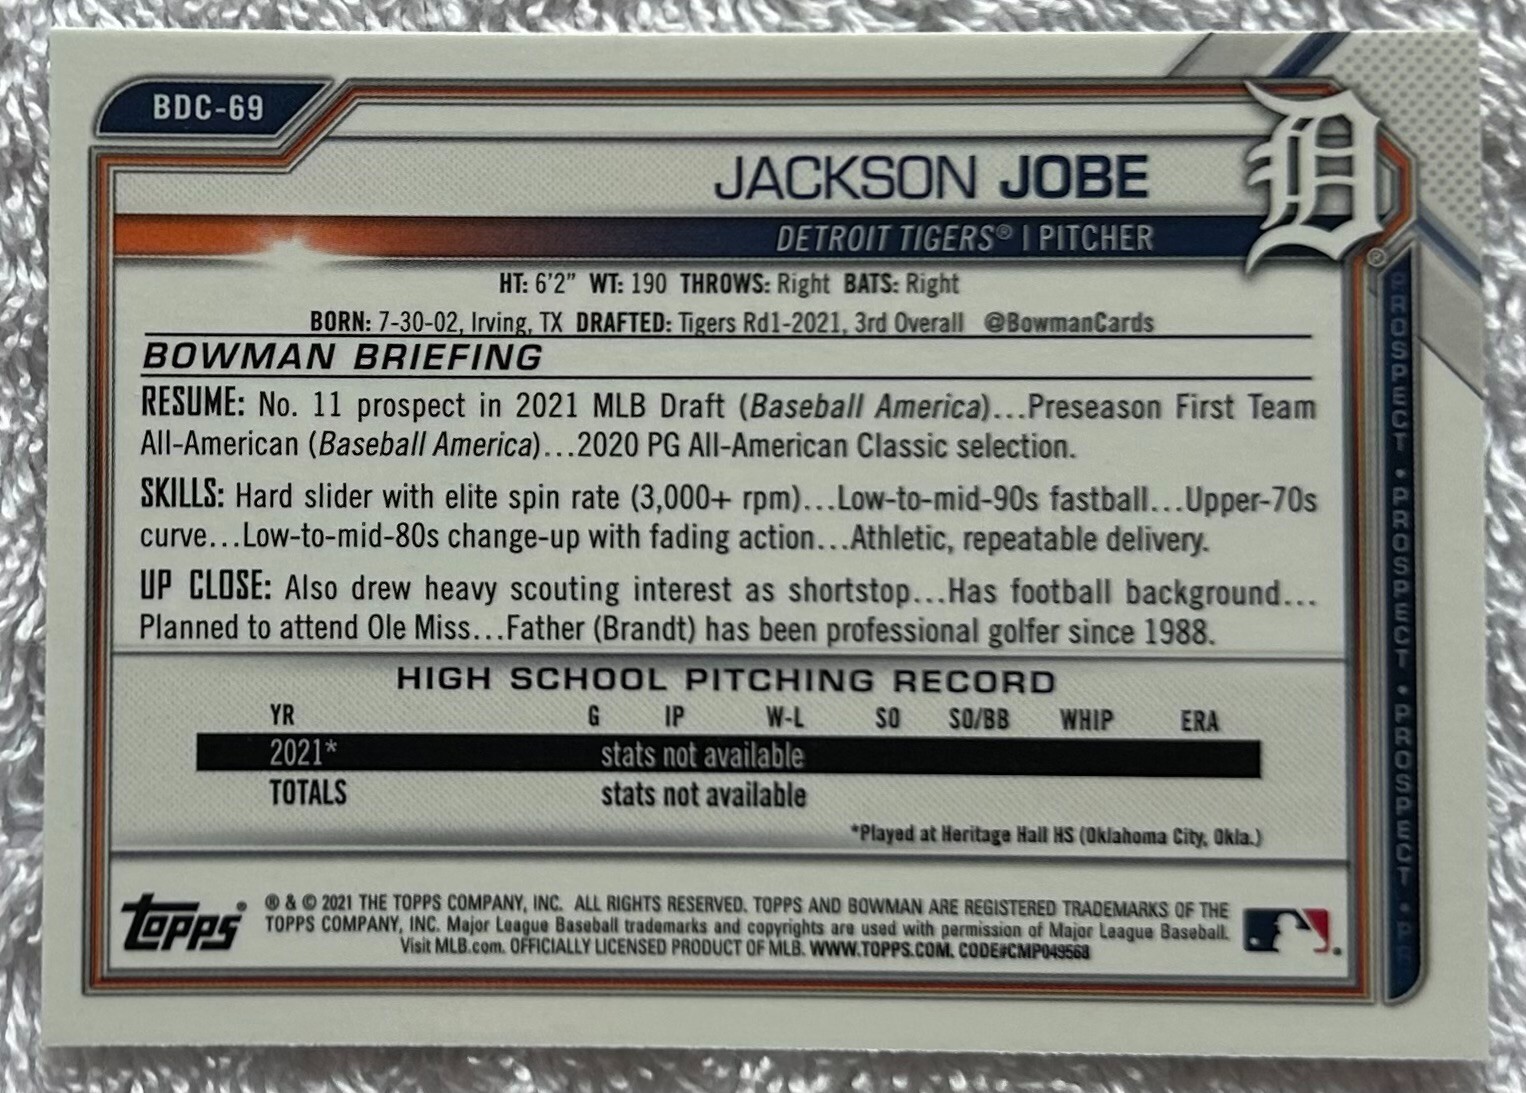 BDC-69
JACKSON JOBE
DETROIT TIGERS® | PITCHER
HT: 6'2" WT: 190 THROWS: Right BATS: Right
BORN: 7-30-02, Irving, TX DRAFTED: Tigers Rd1-2021, 3rd Overall @BowmanCards
BOWMAN BRIEFING
RESUME: No. 11 prospect in 2021 MLB Draft (Baseball America)...Preseason First Team
All-American (Baseball America)...2020 PG All-American Classic selection.
SKILLS: Hard slider with elite spin rate (3,000+ rpm)...Low-to-mid-90s fastball...Upper-70s
curve...Low-to-mid-80s change-up with fading action...Athletic, repeatable delivery.
UP CLOSE: Also drew heavy scouting interest as shortstop...Has football background...
Planned to attend Ole Miss...Father (Brandt) has been professional golfer since 1988.
HIGH SCHOOL PITCHING RECORD
YR G IP W-L SO SO/BB WHIP ERA
2021* stats not available
TOTALS stats not available
*Played at Heritage Hall HS (Oklahoma City, Okla.)
topps® ® & © 2021 THE TOPPS COMPANY, INC. ALL RIGHTS RESERVED. TOPPS AND BOWMAN ARE REGISTERED TRADEMARKS OF THE
TOPPS COMPANY, INC. Major League Baseball trademarks and copyrights are used with permission of Major League Baseball.
Visit MLB.com. OFFICIALLY LICENSED PRODUCT OF MLB. WWW.TOPPS.COM. CODE#CMP049568
D®
PROSPECT • PROSPECT • PROSPECT • PR